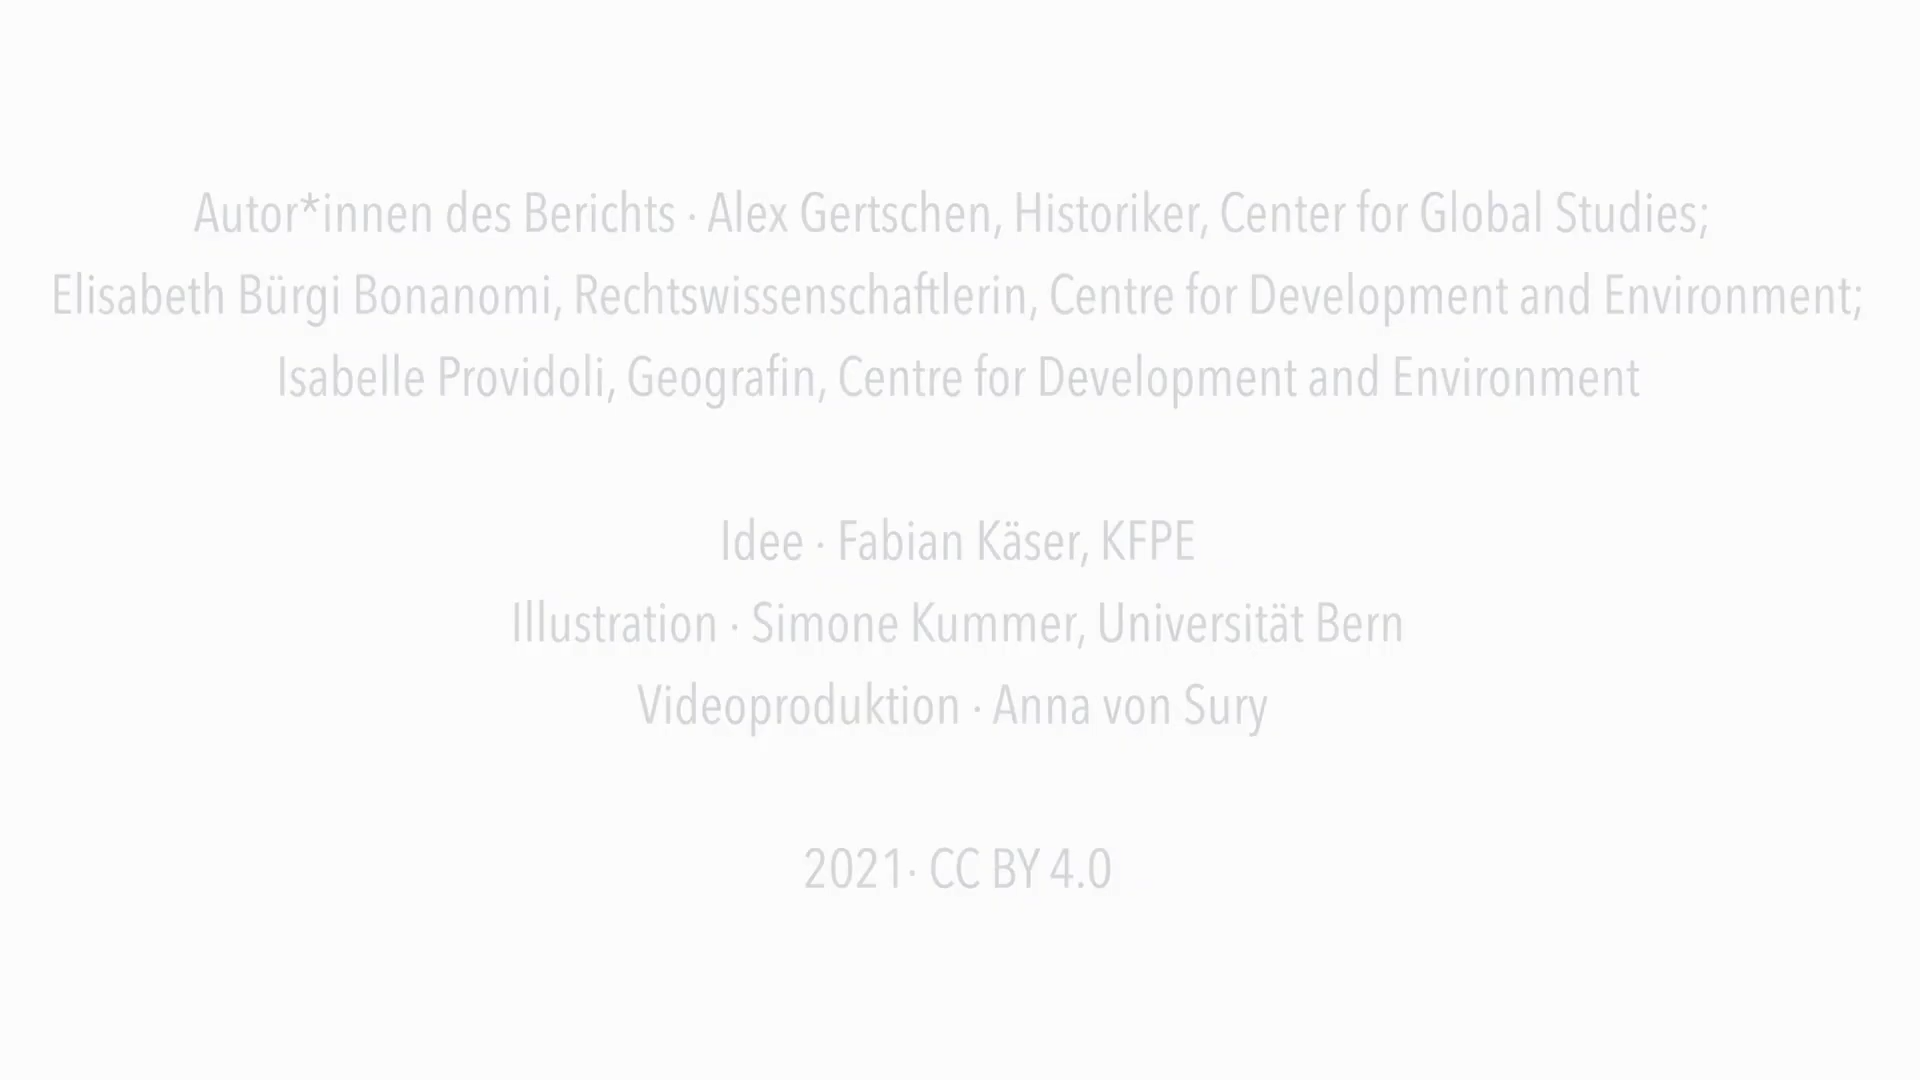 Autor*innen des Berichts · Alex Gertschen, Historiker, Center for Global Studies;
Elisabeth Bürgi Bonanomi, Rechtswissenschaftlerin, Centre for Development and Environment;
Isabelle Providoli, Geografin, Centre for Development and Environment
Idee · Fabian Käser, KFPE
Illustration · Simone Kummer, Universität Bern
Videoproduktion · Anna von Sury
2021· CC BY 4.0